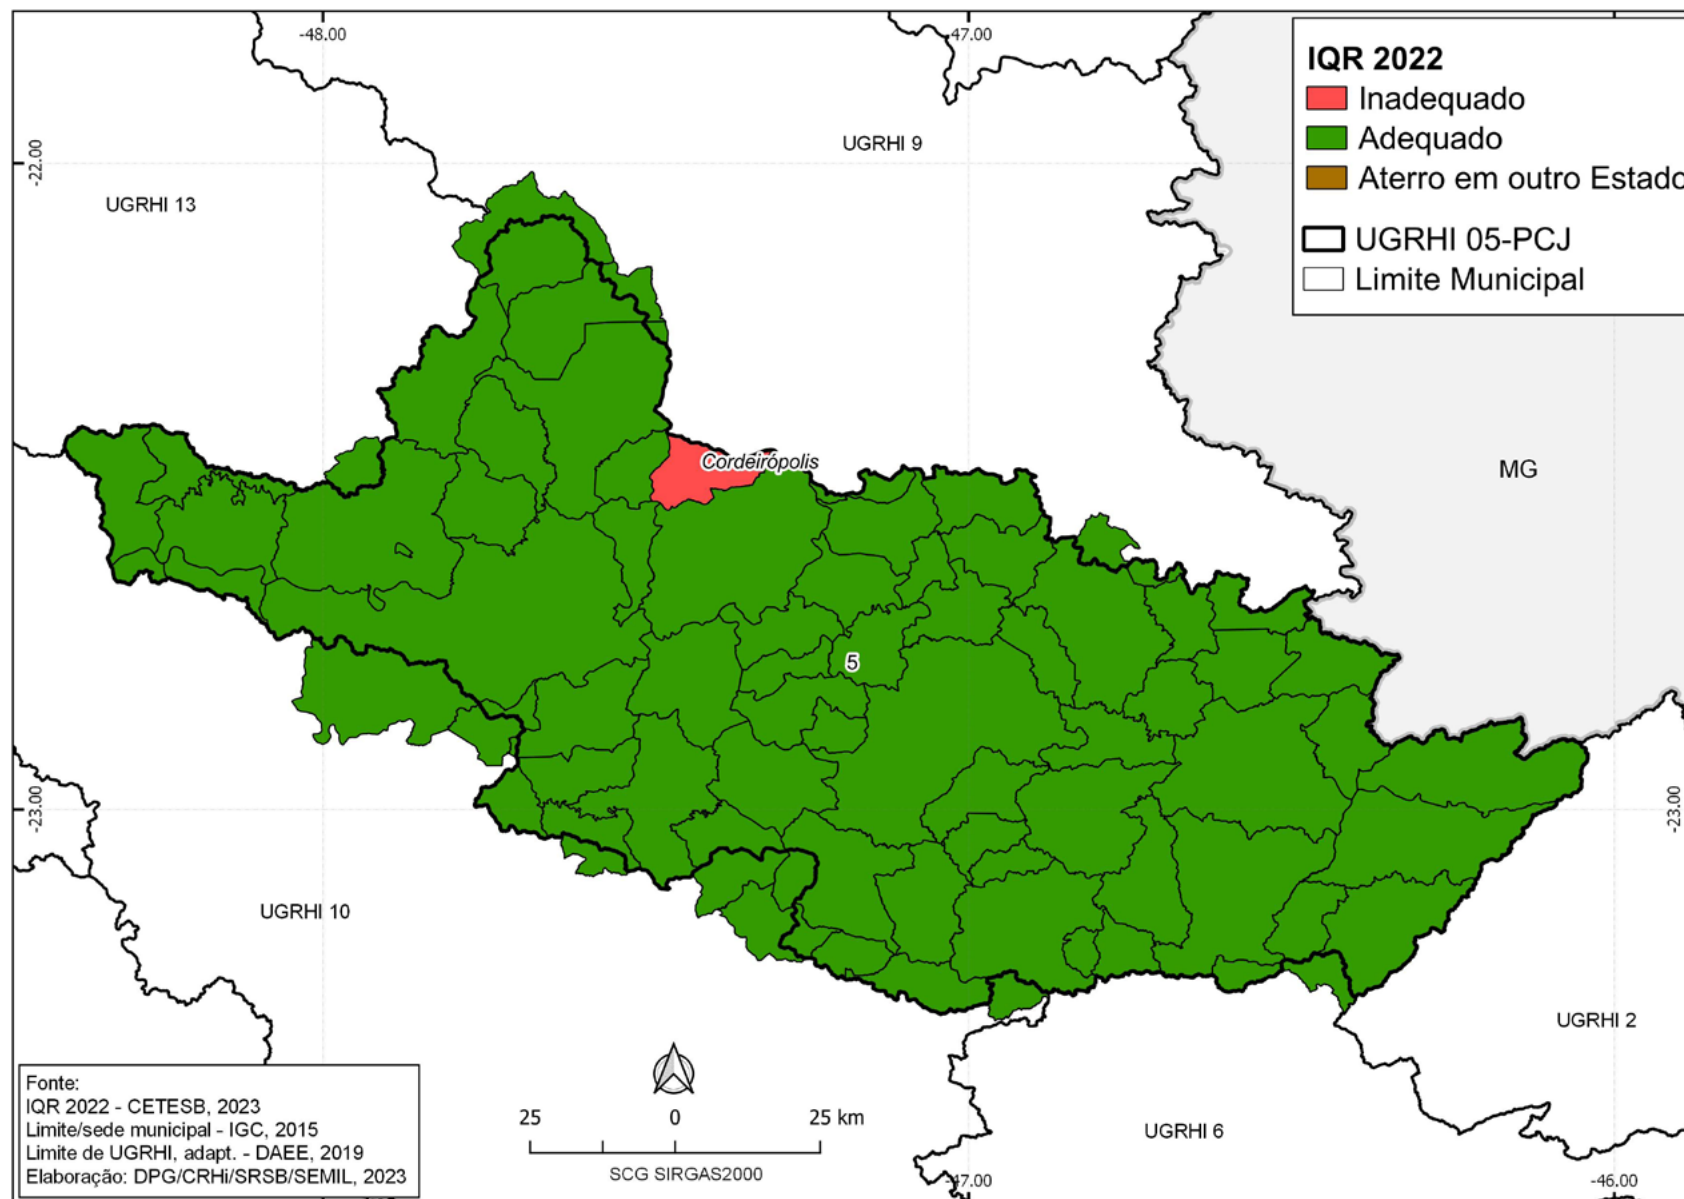 -48.00
-47.00
IQR 2022
Inadequado
Adequado
Aterro em outro Estado
UGRHI 05-PCJ
Limite Municipal
-22.00
UGRHI 9
UGRHI 13
Cordeirópolis
MG
5
-23.00
-23.00
UGRHI 10
UGRHI 2
UGRHI 6
Fonte:
IQR 2022 - CETESB, 2023
Limite/sede municipal - IGC, 2015
Limite de UGRHI, adapt. - DAEE, 2019
Elaboração: DPG/CRHi/SRSB/SEMIL, 2023
25 0 25 km
SCG SIRGAS2000
-47.00
-46.00